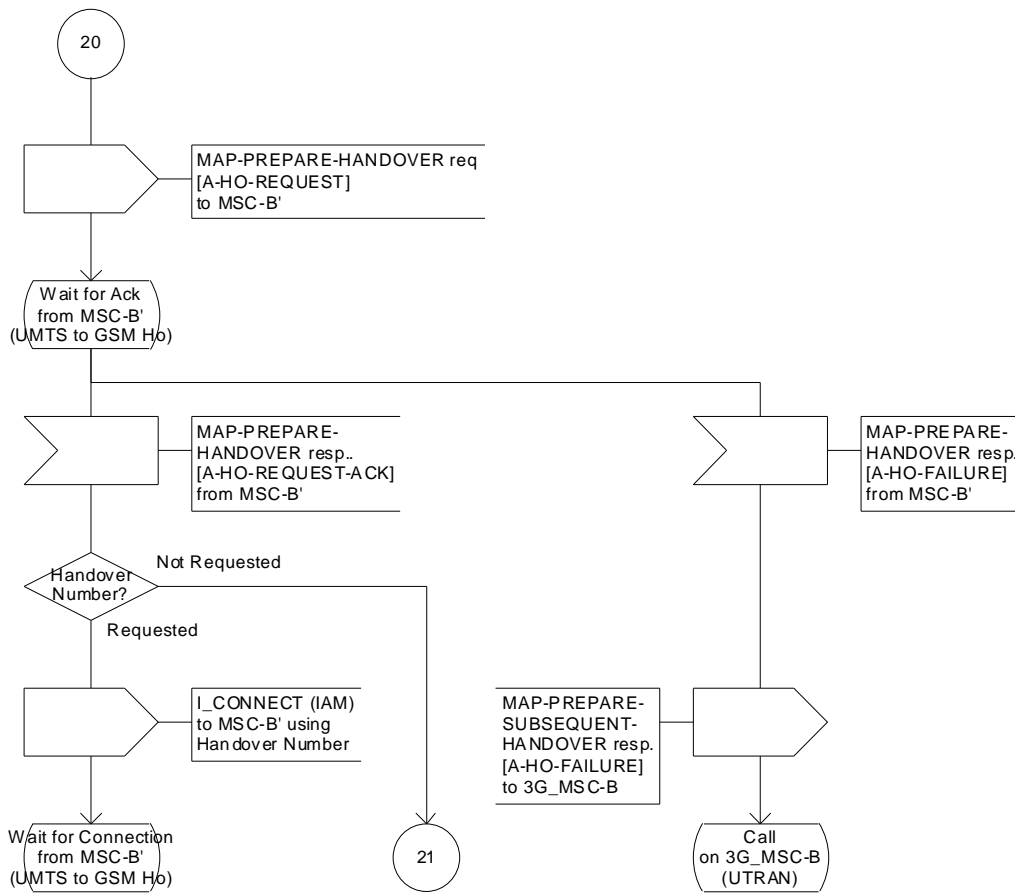 20
MAP-PREPARE-HANDOVER req
[A-HO-REQUEST]
to MSC-B'
Wait for Ack
from MSC-B'
(UMTS to GSM Ho)
MAP-PREPARE-
HANDOVER resp..
[A-HO-REQUEST-ACK]
from MSC-B'
MAP-PREPARE-
HANDOVER resp.
[A-HO-FAILURE]
from MSC-B'
Handover
Number?
Not Requested
Requested
I_CONNECT (IAM)
to MSC-B' using
Handover Number
MAP-PREPARE-
SUBSEQUENT-
HANDOVER resp.
[A-HO-FAILURE]
to 3G_MSC-B
Wait for Connection
from MSC-B'
(UMTS to GSM Ho)
21
Call
on 3G_MSC-B
(UTRAN)